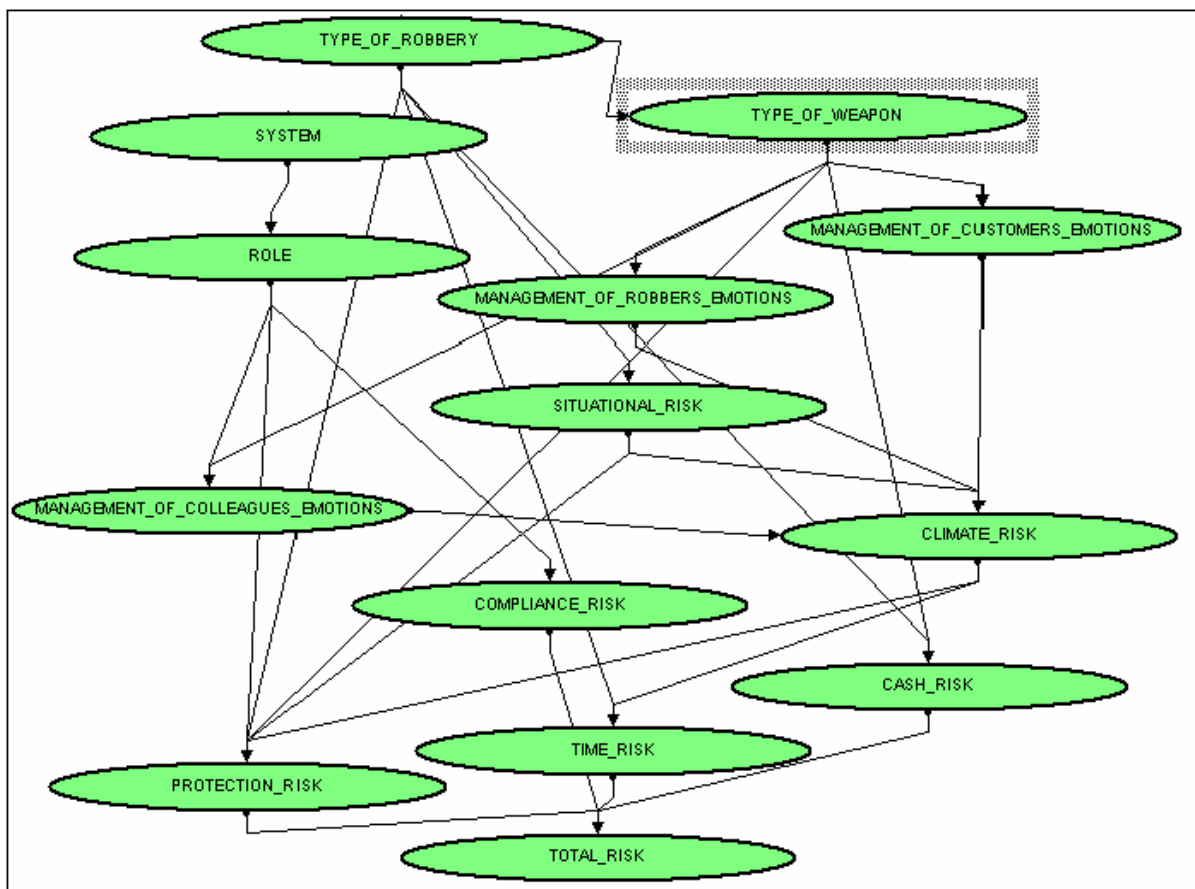 TYPE_OF_ROBBERY
TYPE_OF_WEAPON
SYSTEM
MANAGEMENT_OF_CUSTOMERS_EMOTIONS
ROLE
MANAGEMENT_OF_ROBBERS_EMOTIONS
SITUATIONAL_RISK
MANAGEMENT_OF_COLLEAGUES_EMOTIONS
CLIMATE_RISK
COMPLIANCE_RISK
CASH_RISK
TIME_RISK
PROTECTION_RISK
TOTAL_RISK